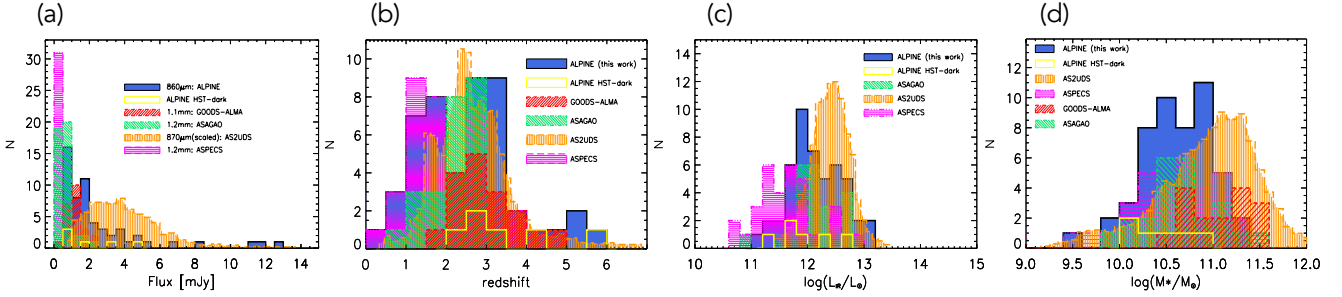 (a)
(b)
(c)
(d)
30
25
20
15
10
5
0
N
860μm: ALPINE
ALPINE HST-dark
1.1mm: GOODS-ALMA
1.2mm: ASAGAO
870μm(scaled): AS2UDS
1.2mm: ASPECS
0 2 4 6 8 10 12 14
Flux [mJy]
10
8
6
4
2
0
N
ALPINE (this work)
ALPINE HST-dark
GOODS-ALMA
ASAGAO
AS2UDS
ASPECS
0 1 2 3 4 5 6
redshift
14
12
10
8
6
4
2
0
N
ALPINE (this work)
ALPINE HST-dark
ASAGAO
AS2UDS
ASPECS
10 11 12 13 14 15
14
12
10
8
6
4
2
0
N
ALPINE (this work)
ALPINE HST-dark
AS2UDS
ASPECS
GOODS-ALMA
ASAGAO
9.0 9.5 10.0 10.5 11.0 11.5 12.0
log(M*/M⊙)